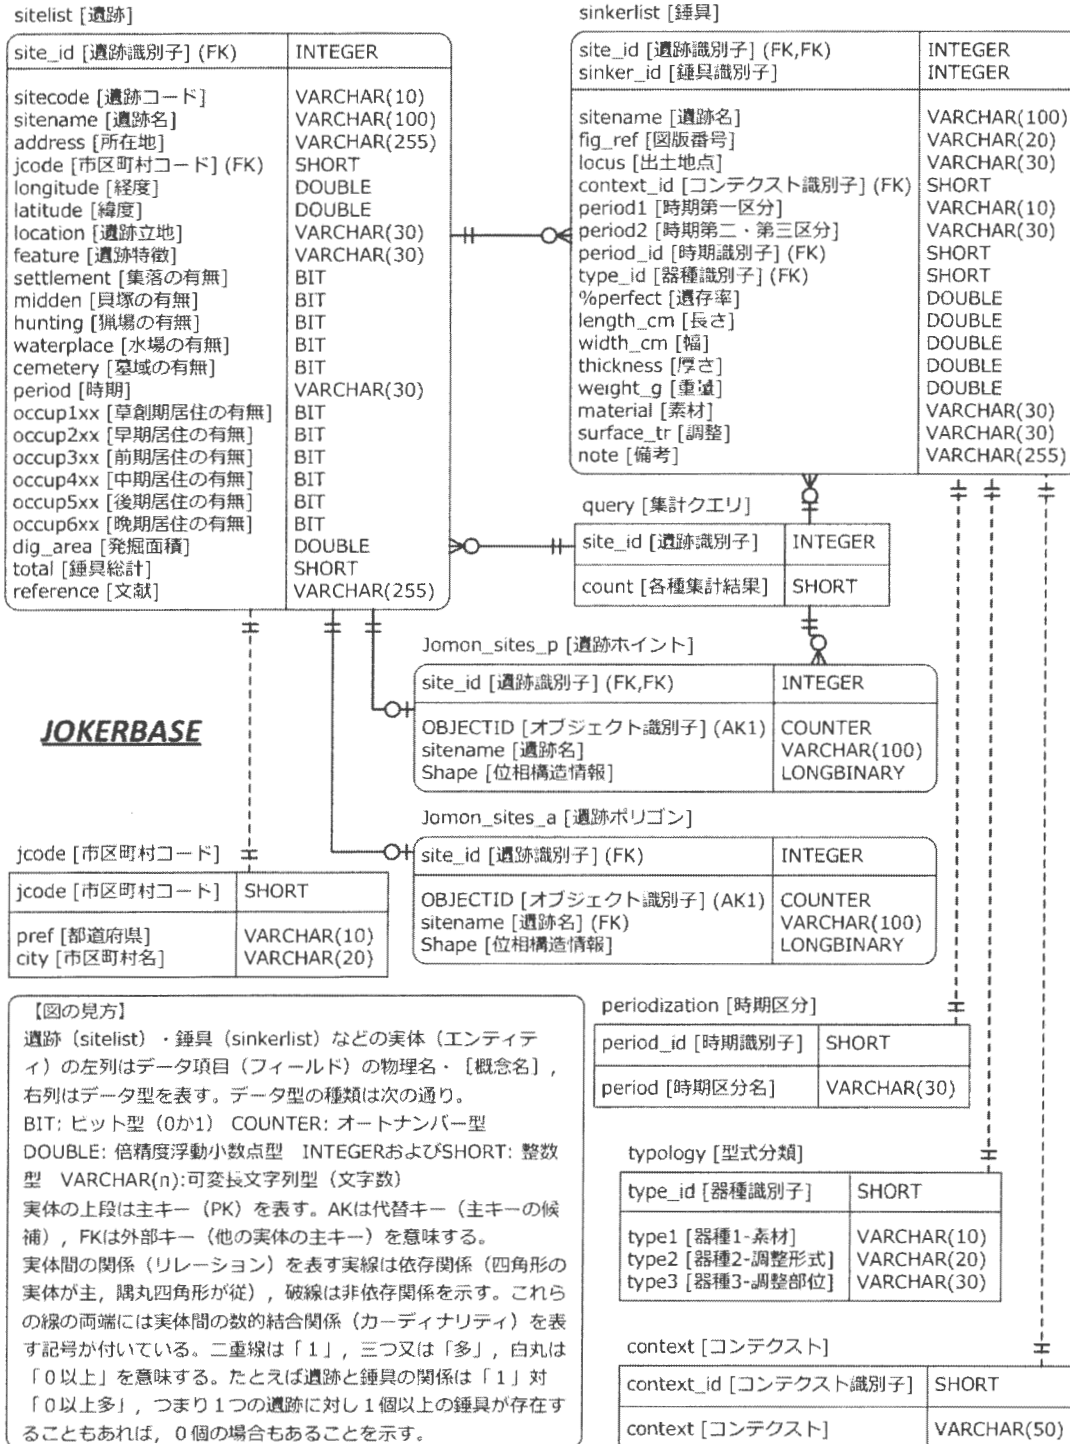 sitelist [遺跡]
site_id [遺跡識別子] (FK) INTEGER
sitecode [遺跡コード] VARCHAR(10)
sitename [遺跡名] VARCHAR(100)
address [所在地] VARCHAR(255)
jcode [市区町村コード] (FK) SHORT
longitude [経度] DOUBLE
latitude [緯度] DOUBLE
location [遺跡立地] VARCHAR(30)
feature [遺跡特徴] VARCHAR(30)
settlement [集落の有無] BIT
midden [貝塚の有無] BIT
hunting [猟場の有無] BIT
waterplace [水場の有無] BIT
cemetery [墓域の有無] BIT
period [時期] VARCHAR(30)
occup1xx [草創期居住の有無] BIT
occup2xx [早期居住の有無] BIT
occup3xx [前期居住の有無] BIT
occup4xx [中期居住の有無] BIT
occup5xx [後期居住の有無] BIT
occup6xx [晩期居住の有無] BIT
dig_area [発掘面積] DOUBLE
total [錘具総計] SHORT
reference [文献] VARCHAR(255)
sinkerlist [錘具]
site_id [遺跡識別子] (FK,FK) INTEGER
sinker_id [錘具識別子] INTEGER
sitename [遺跡名] VARCHAR(100)
fig_ref [図版番号] VARCHAR(20)
locus [出土地点] VARCHAR(30)
context_id [コンテクスト識別子] (FK) SHORT
period1 [時期第一区分] VARCHAR(10)
period2 [時期第二・第三区分] VARCHAR(30)
period_id [時期識別子] (FK) SHORT
type_id [器種識別子] (FK) SHORT
%perfect [遺存率] DOUBLE
length_cm [長さ] DOUBLE
width_cm [幅] DOUBLE
thickness [厚さ] DOUBLE
weight_g [重量] DOUBLE
material [素材] VARCHAR(30)
surface_tr [調整] VARCHAR(30)
note [備考] VARCHAR(255)
query [集計クエリ]
site_id [遺跡識別子] INTEGER
count [各種集計結果] SHORT
Jomon_sites_p [遺跡ポイント]
site_id [遺跡識別子] (FK,FK) INTEGER
OBJECTID [オブジェクト識別子] (AK1) COUNTER
sitename [遺跡名] VARCHAR(100)
Shape [位相構造情報] LONGBINARY
JOKERBASE
Jomon_sites_a [遺跡ポリゴン]
site_id [遺跡識別子] (FK) INTEGER
OBJECTID [オブジェクト識別子] (AK1) COUNTER
sitename [遺跡名] (FK) VARCHAR(100)
Shape [位相構造情報] LONGBINARY
jcode [市区町村コード]
jcode [市区町村コード] SHORT
pref [都道府県] VARCHAR(10)
city [市区町村名] VARCHAR(20)
【図の見方】
遺跡（sitelist）・錘具（sinkerlist）などの実体（エンティテ
ィ）の左列はデータ項目（フィールド）の物理名・［概念名］，
右列はデータ型を表す。データ型の種類は次の通り。
BIT: ビット型（0か1） COUNTER: オートナンバー型
DOUBLE: 倍精度浮動小数点型 INTEGERおよびSHORT: 整数
型 VARCHAR(n):可変長文字列型（文字数）
実体の上段は主キー（PK）を表す。AKは代替キー（主キーの候
補），FKは外部キー（他の実体の主キー）を意味する。
実体間の関係（リレーション）を表す実線は依存関係（四角形の
実体が主，隅丸四角形が従），破線は非依存関係を示す。これら
の線の両端には実体間の数的結合関係（カーディナリティ）を表
す記号が付いている。二重線は「１」，三つ又は「多」，白丸は
「０以上」を意味する。たとえば遺跡と錘具の関係は「１」対
「０以上多」，つまり１つの遺跡に対し１個以上の錘具が存在す
ることもあれば，０個の場合もあることを示す。
periodization [時期区分]
period_id [時期識別子] SHORT
period [時期区分名] VARCHAR(30)
typology [型式分類]
type_id [器種識別子] SHORT
type1 [器種1-素材] VARCHAR(10)
type2 [器種2-調整形式] VARCHAR(20)
type3 [器種3-調整部位] VARCHAR(30)
context [コンテクスト]
context_id [コンテクスト識別子] SHORT
context [コンテクスト] VARCHAR(50)